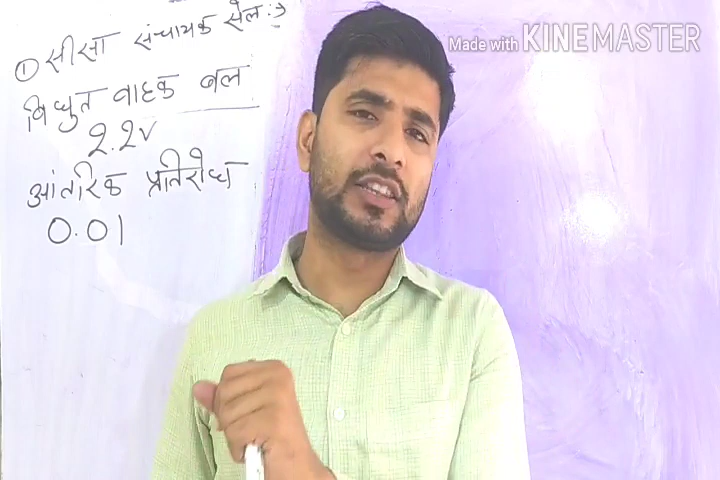 ① सीसा संचायक सेल :->
विधुत वाहक बल
2.2V
आंतरिक प्रतिरोध
0.01
Made with KINEMASTER